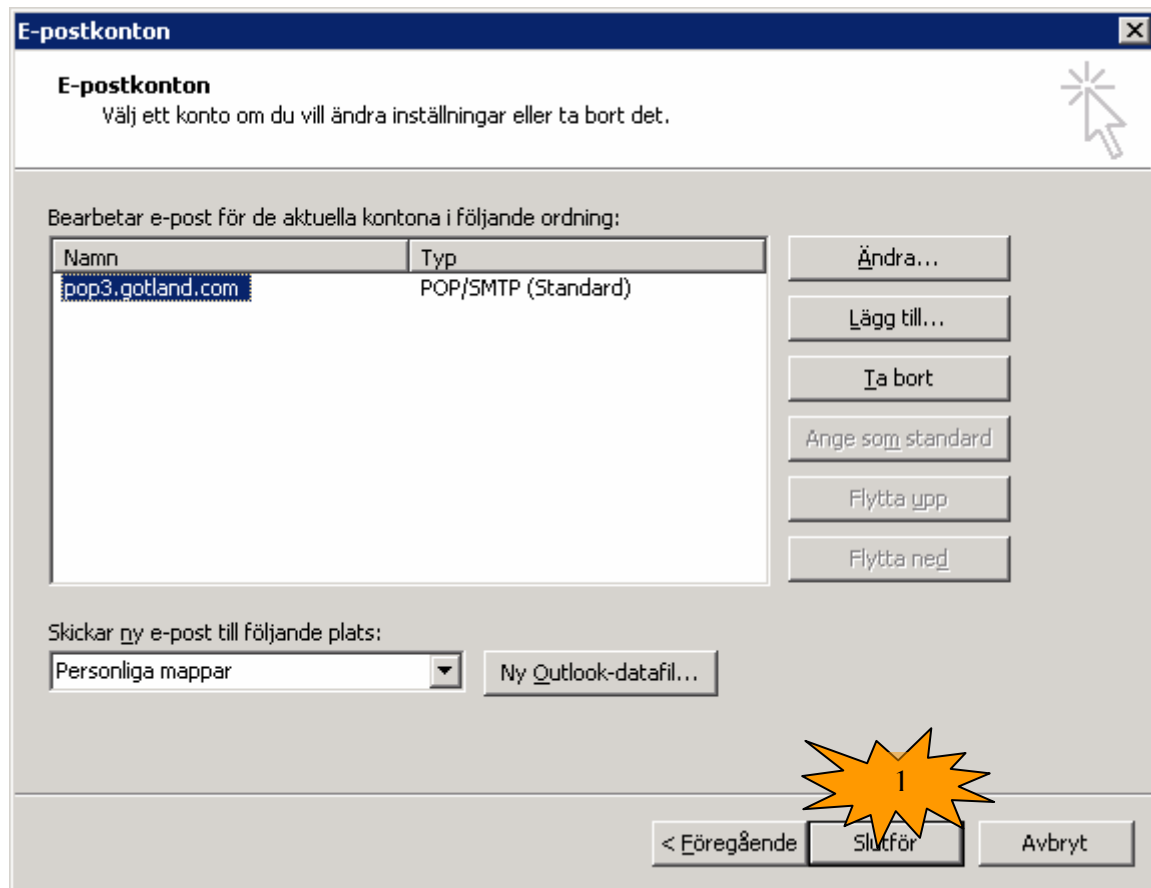 E-postkonton
E-postkonton
Välj ett konto om du vill ändra inställningar eller ta bort det.
Bearbetar e-post för de aktuella kontona i följande ordning:
Namn Typ
pop3.gotland.com POP/SMTP (Standard)
Ändra...
Lägg till...
Ta bort
Ange som standard
Flytta upp
Flytta ned
Skickar ny e-post till följande plats:
Personliga mappar
Ny Outlook-datafil...
1
< Föregående
Slutför
Avbryt